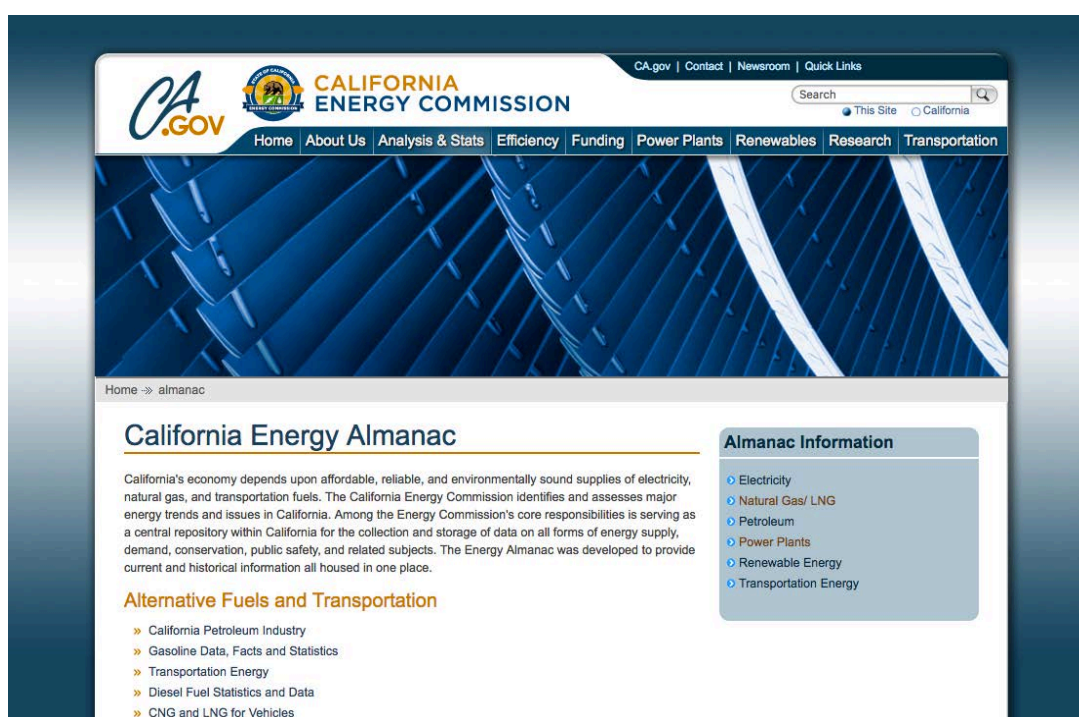 CA.gov | Contact | Newsroom | Quick Links
CA
.GOV
STATE OF CALIFORNIA
ENERGY COMMISSION
CALIFORNIA
ENERGY COMMISSION
Search
This Site California
Home About Us Analysis & Stats Efficiency Funding Power Plants Renewables Research Transportation
Home -» almanac
California Energy Almanac
California's economy depends upon affordable, reliable, and environmentally sound supplies of electricity,
natural gas, and transportation fuels. The California Energy Commission identifies and assesses major
energy trends and issues in California. Among the Energy Commission's core responsibilities is serving as
a central repository within California for the collection and storage of data on all forms of energy supply,
demand, conservation, public safety, and related subjects. The Energy Almanac was developed to provide
current and historical information all housed in one place.
Alternative Fuels and Transportation
» California Petroleum Industry
» Gasoline Data, Facts and Statistics
» Transportation Energy
» Diesel Fuel Statistics and Data
» CNG and LNG for Vehicles
Almanac Information
Electricity
Natural Gas/ LNG
Petroleum
Power Plants
Renewable Energy
Transportation Energy